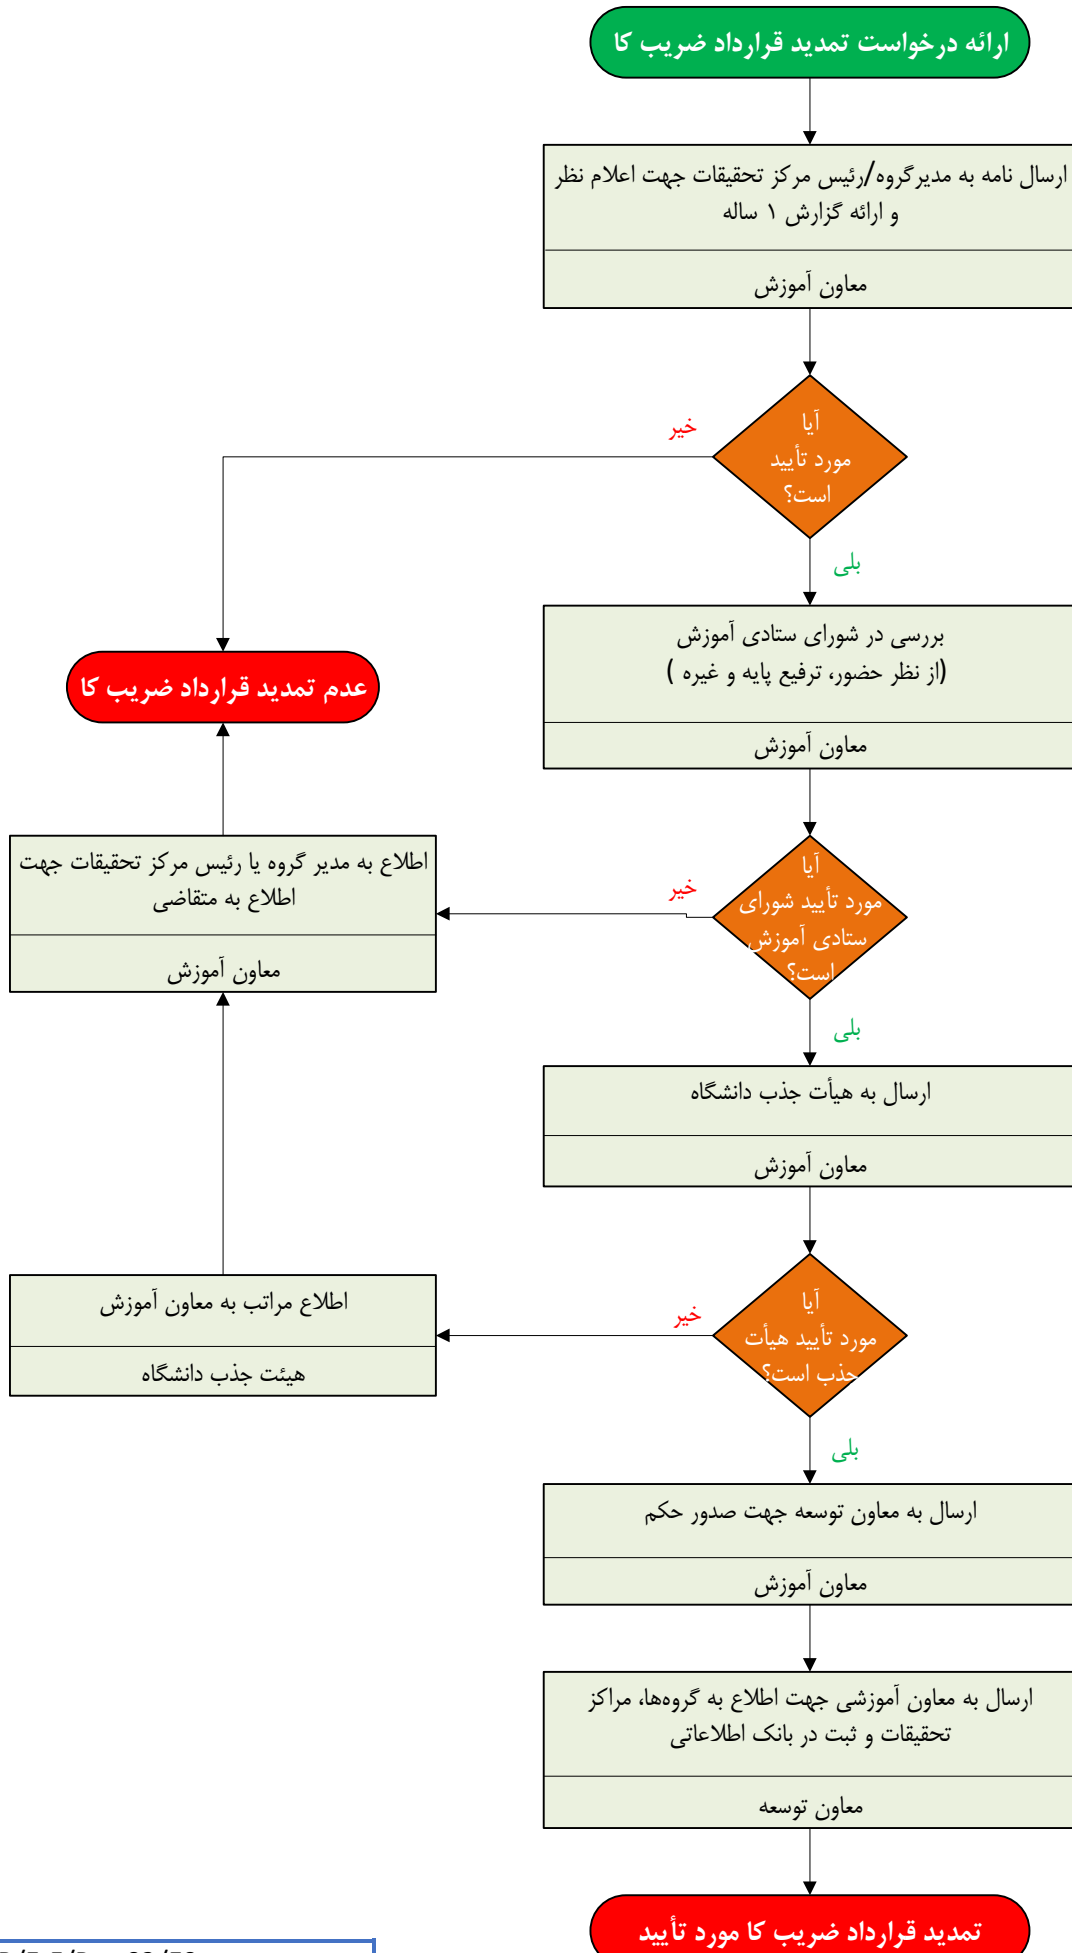 ارائه درخواست تمدید قرارداد ضریب کا
ارسال نامه به مدیرگروه/رئیس مرکز تحقیقات جهت اعلام نظر
و ارائه گزارش ۱ ساله
معاون آموزش
آیا
مورد تأیید
است؟
خیر
بلی
بررسی در شورای ستادی آموزش
(از نظر حضور، ترفیع پایه و غیره )
معاون آموزش
عدم تمدید قرارداد ضریب کا
آیا
مورد تأیید شورای
ستادی آموزش
است؟
خیر
اطلاع به مدیر گروه یا رئیس مرکز تحقیقات جهت
اطلاع به متقاضی
معاون آموزش
بلی
ارسال به هیأت جذب دانشگاه
معاون آموزش
آیا
مورد تأیید هیأت
جذب است؟
خیر
اطلاع مراتب به معاون آموزش
هیئت جذب دانشگاه
بلی
ارسال به معاون توسعه جهت صدور حکم
معاون آموزش
ارسال به معاون آموزشی جهت اطلاع به گروه‌ها، مراکز
تحقیقات و ثبت در بانک اطلاعاتی
معاون توسعه
تمدید قرارداد ضریب کا مورد تأیید